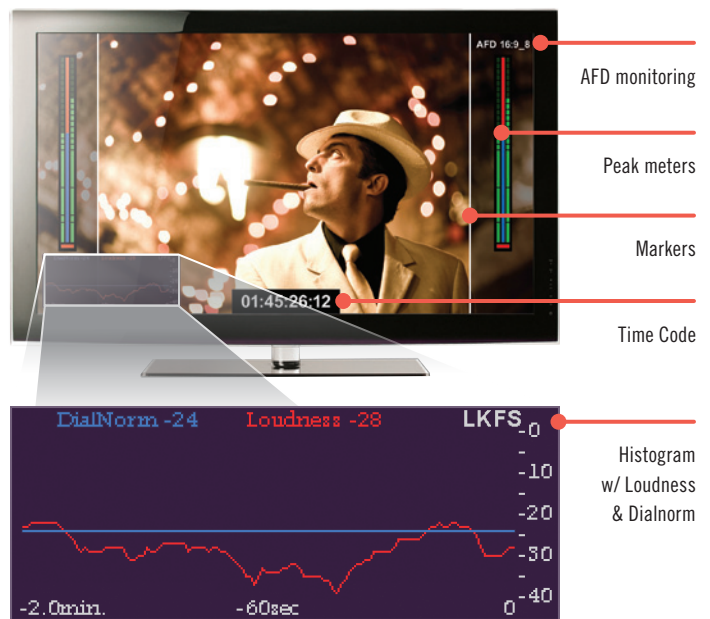 AFD 16:9_8
AFD monitoring
Peak meters
Markers
01:45:26:12
Time Code
DialNorm -24 Loudness -28 LKFS
-0
-10
-20
-30
-40
-2.0min. -60sec 0
Histogram
w/ Loudness
& Dialnorm